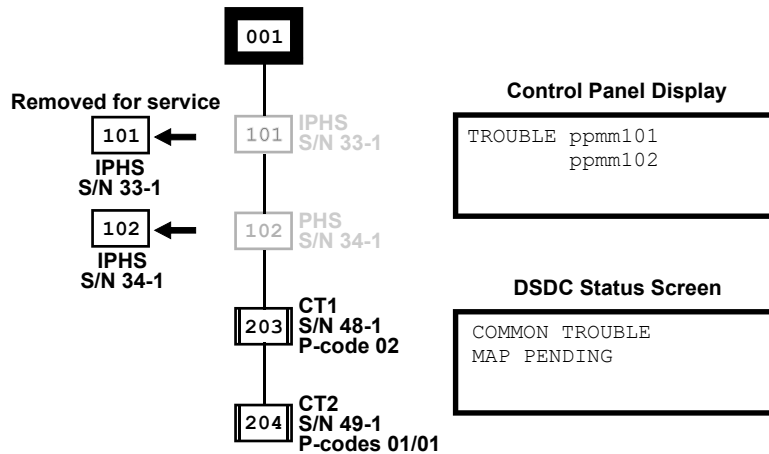 001
Removed for service
101
IPHS
S/N 33-1
101
IPHS
S/N 33-1
102
IPHS
S/N 34-1
102
PHS
S/N 34-1
203
CT1
S/N 48-1
P-code 02
204
CT2
S/N 49-1
P-codes 01/01
Control Panel Display
TROUBLE ppmm101
ppmm102
DSDC Status Screen
COMMON TROUBLE
MAP PENDING